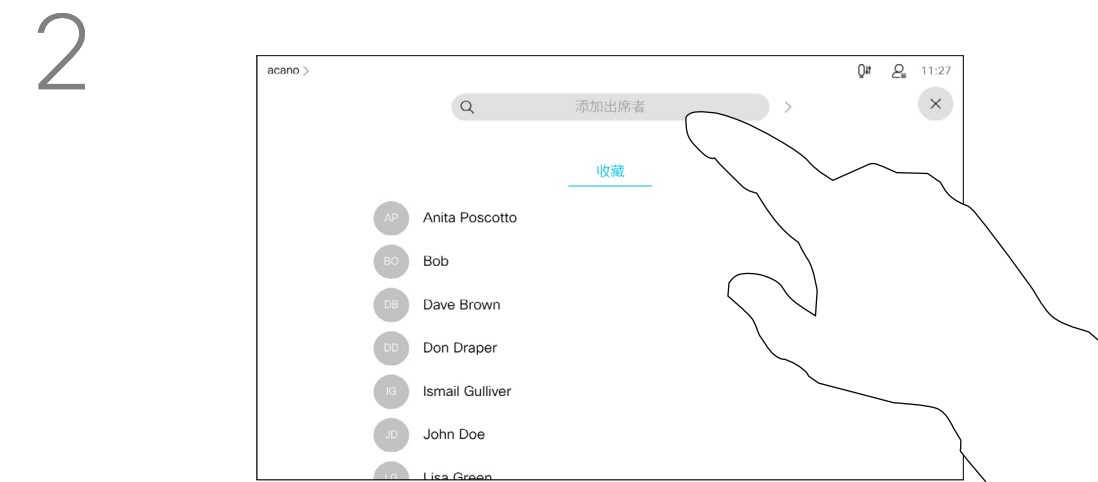 2
acano >
11:27
添加出席者
收藏
AP Anita Poscotto
BO Bob
DB Dave Brown
DD Don Draper
IG Ismail Gulliver
JD John Doe
LG Lisa Green